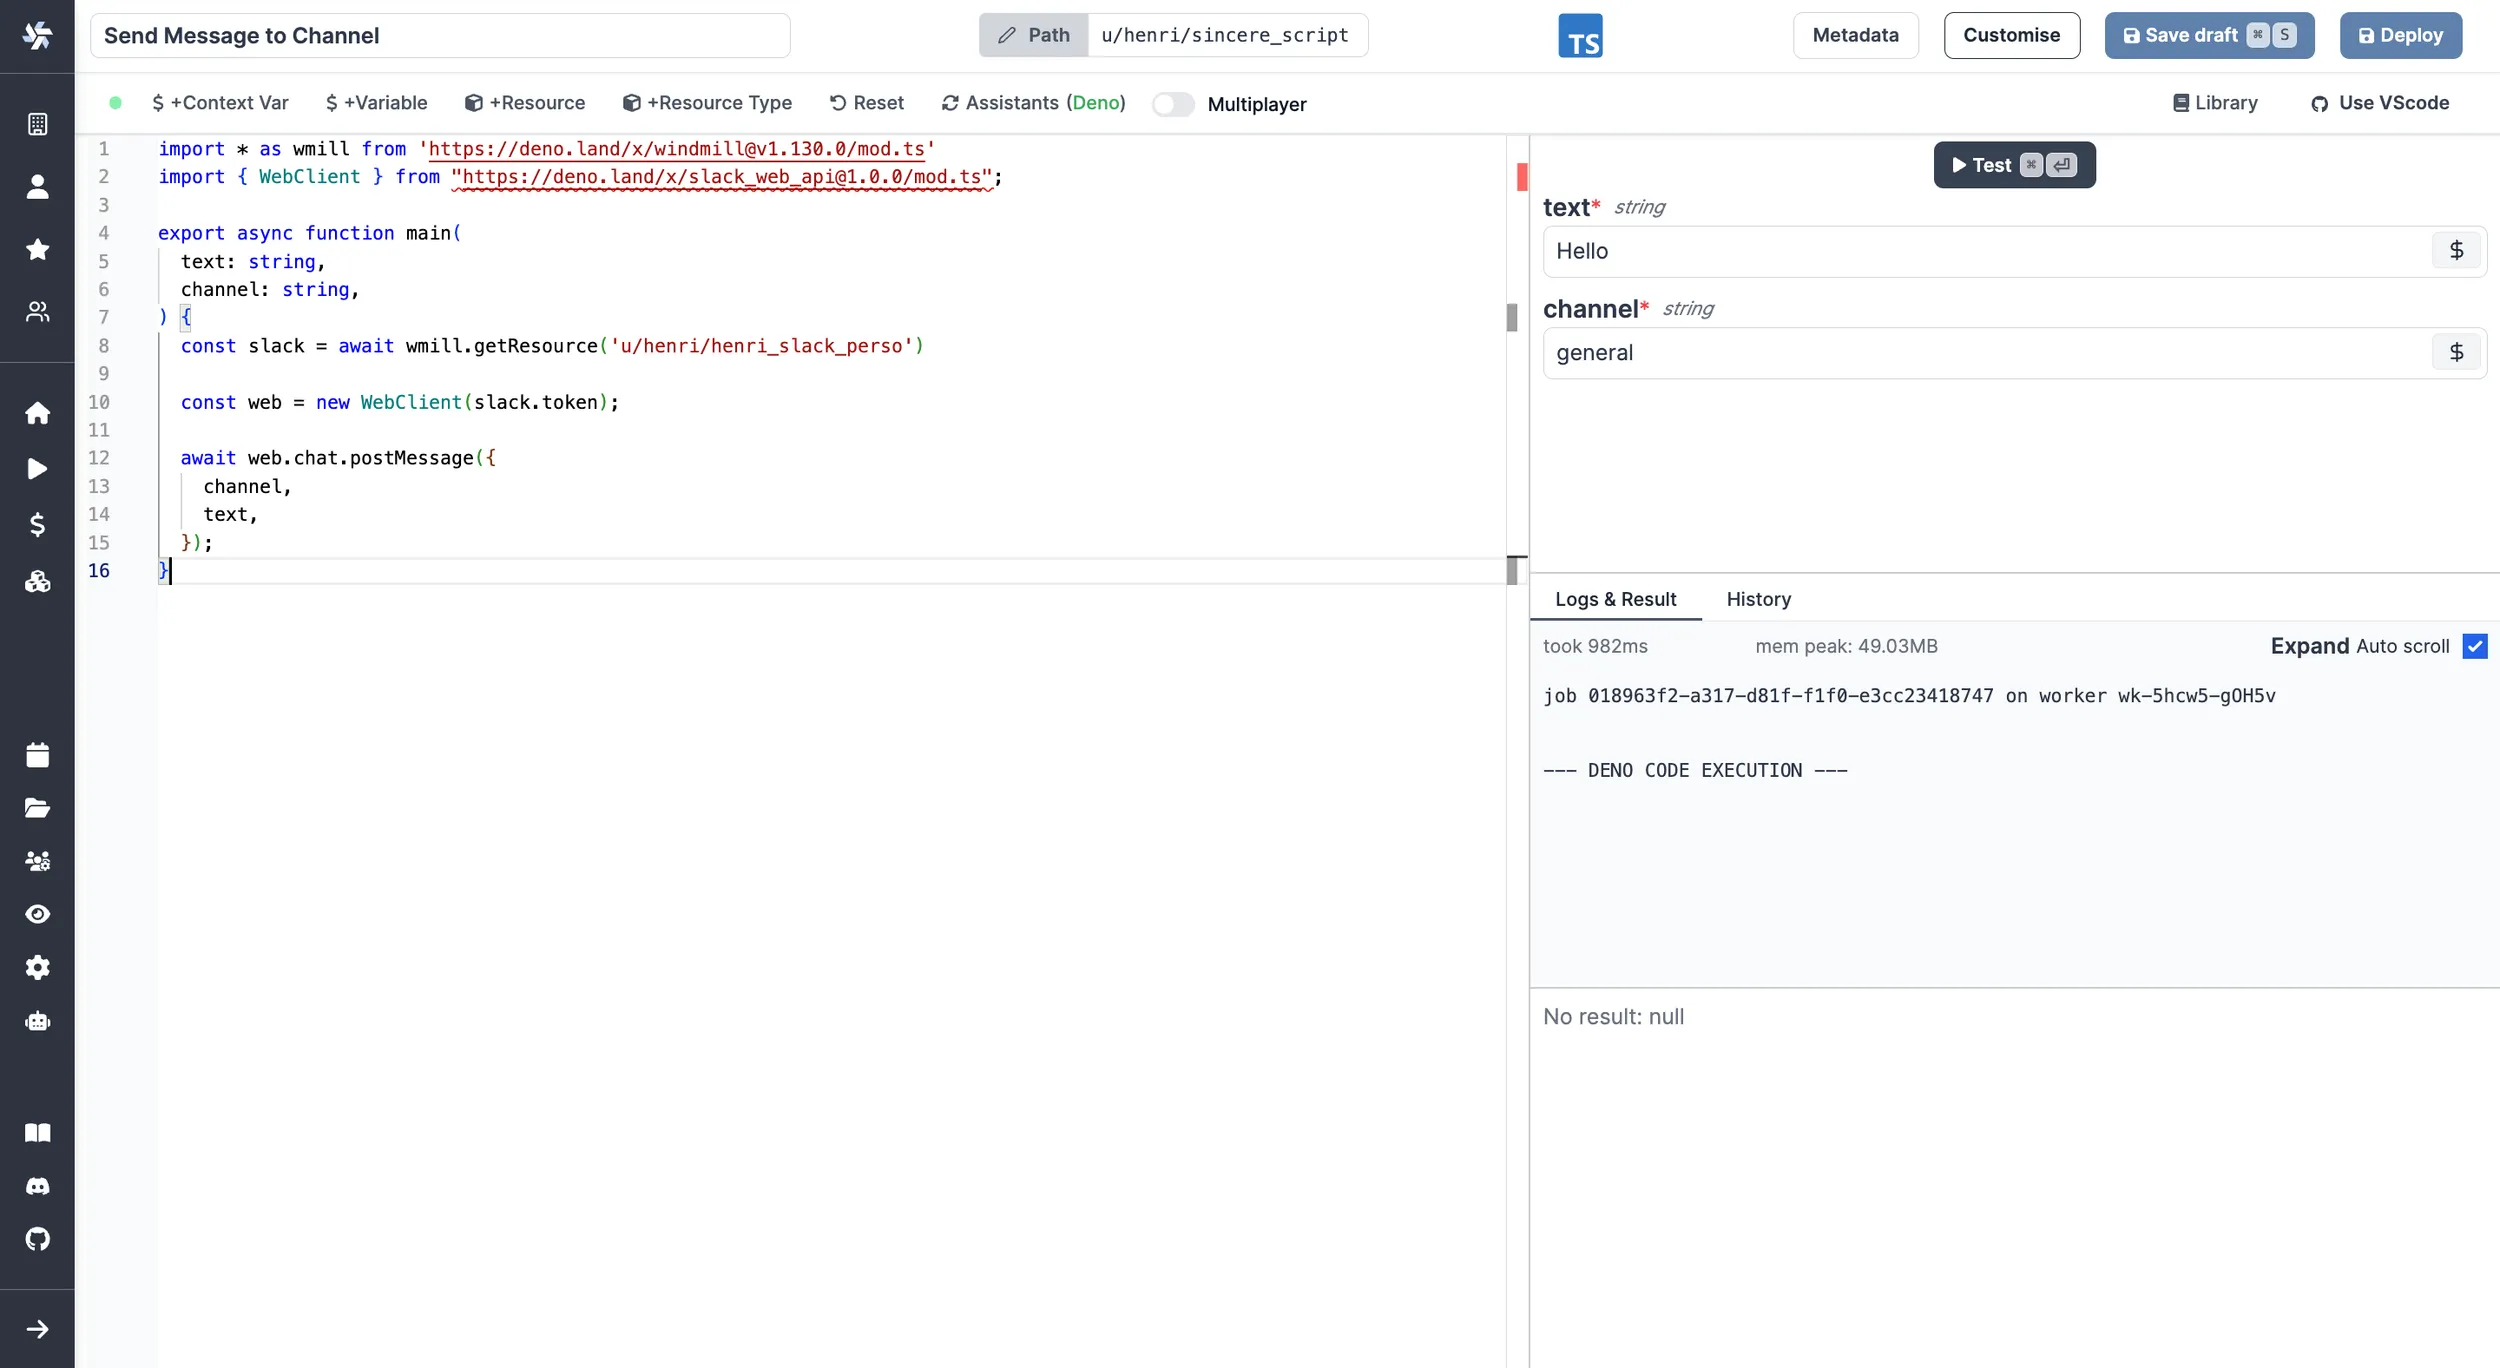 Send Message to Channel
Path u/henri/sincere_script
TS
Metadata
Customise
Save draft ⌘ S
Deploy
$ +Context Var
$ +Variable
+Resource
+Resource Type
Reset
Assistants (Deno)
Multiplayer
Library
Use VScode
1 import * as wmill from 'https://deno.land/x/windmill@v1.130.0/mod.ts'
2 import { WebClient } from "https://deno.land/x/slack_web_api@1.0.0/mod.ts";
3
4 export async function main(
5   text: string,
6   channel: string,
7 ) {
8   const slack = await wmill.getResource('u/henri/henri_slack_perso')
9
10   const web = new WebClient(slack.token);
11
12   await web.chat.postMessage({
13     channel,
14     text,
15   });
16 }
Test ⌘ ⏎
text* string
Hello $
channel* string
general $
Logs & Result
History
took 982ms
mem peak: 49.03MB
Expand Auto scroll
job 018963f2-a317-d81f-f1f0-e3cc23418747 on worker wk-5hcw5-gOH5v
--- DENO CODE EXECUTION ---
No result: null